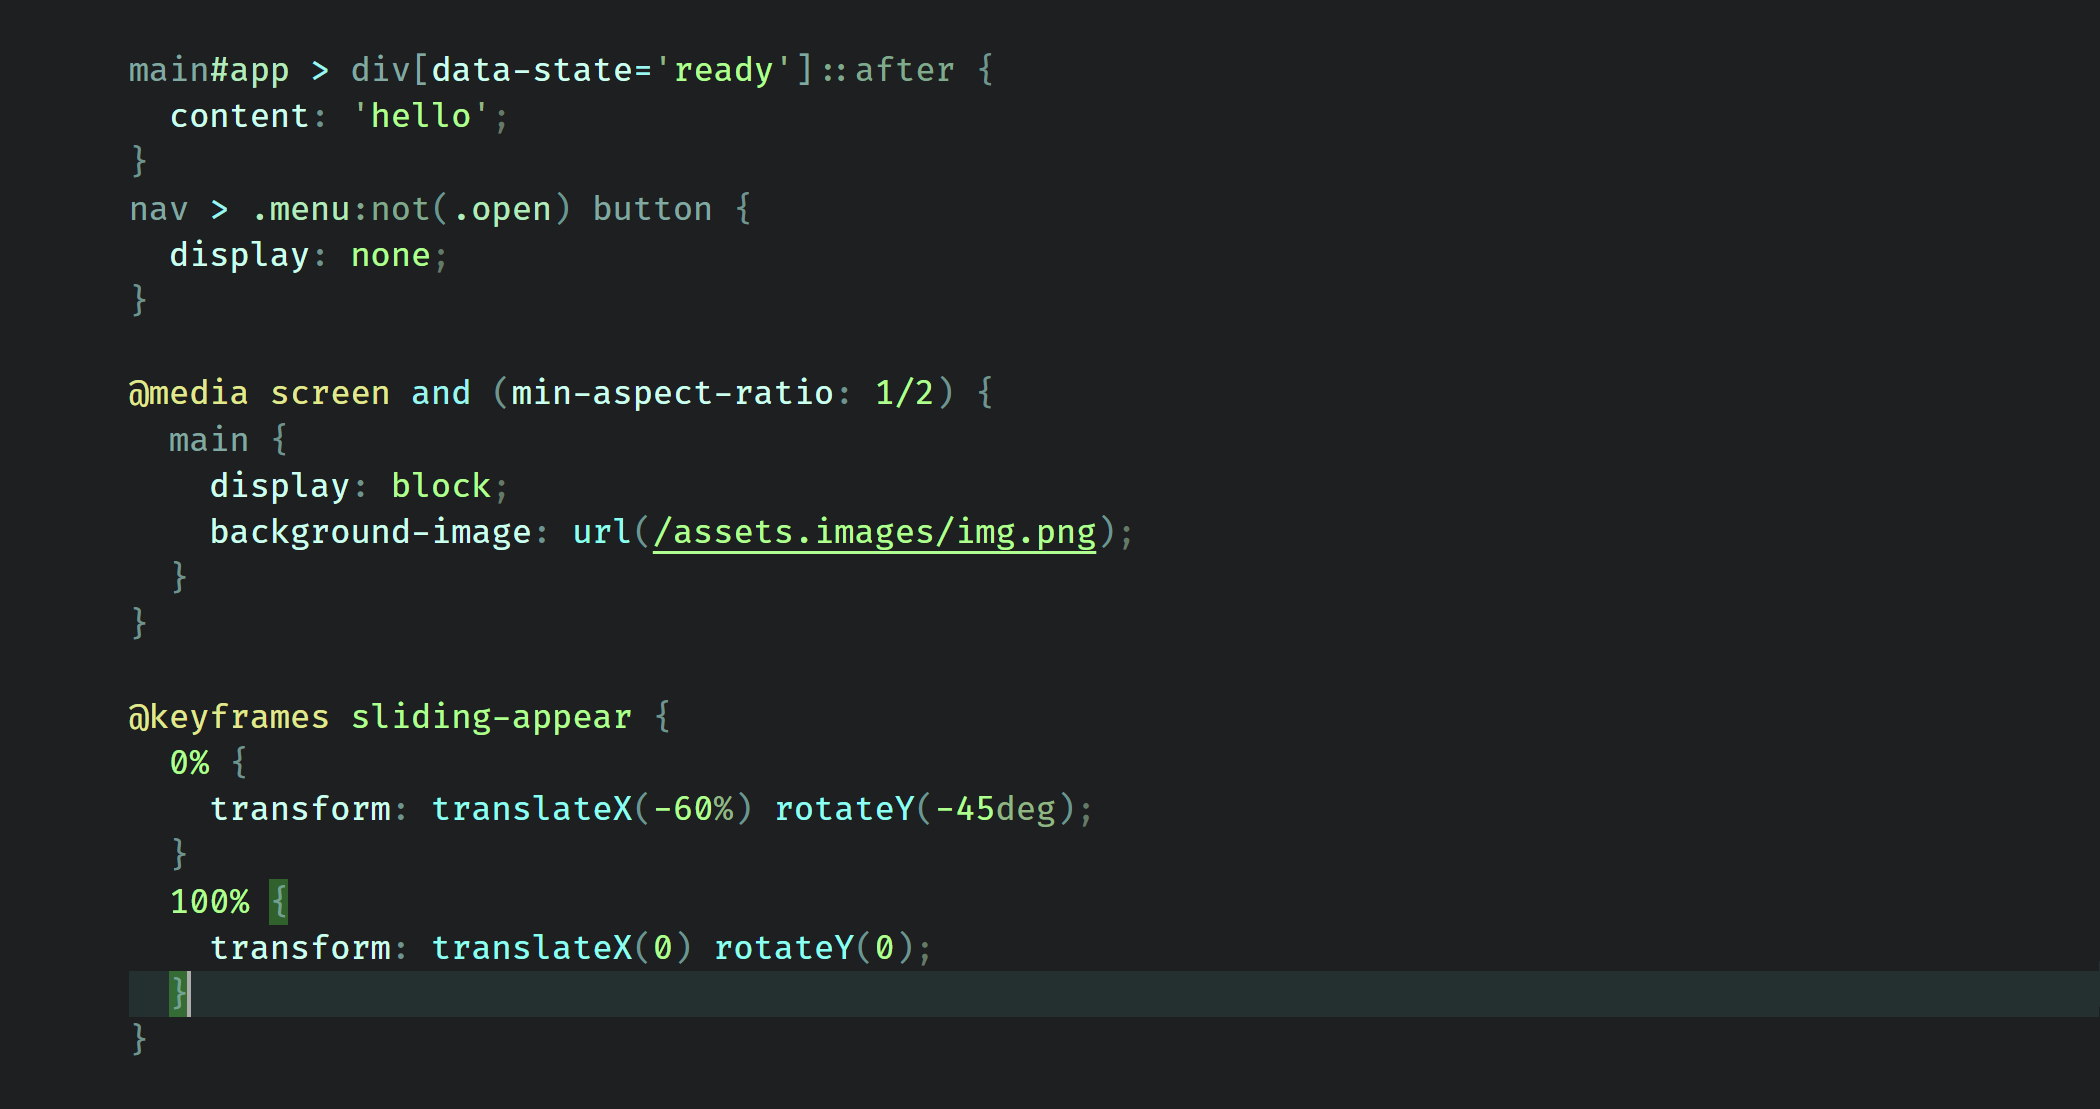 main#app > div[data-state='ready']::after {
  content: 'hello';
}
nav > .menu:not(.open) button {
  display: none;
}

@media screen and (min-aspect-ratio: 1/2) {
  main {
    display: block;
    background-image: url(/assets.images/img.png);
  }
}

@keyframes sliding-appear {
  0% {
    transform: translateX(-60%) rotateY(-45deg);
  }
  100% {
    transform: translateX(0) rotateY(0);
  }
}